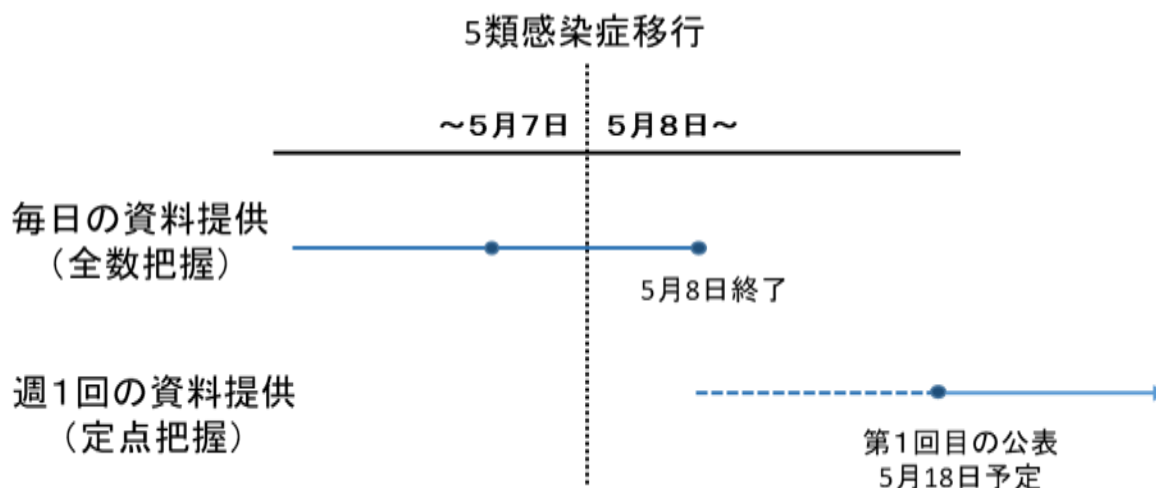 5類感染症移行
～5月7日
5月8日～
毎日の資料提供
（全数把握）
5月8日終了
週1回の資料提供
（定点把握）
第1回目の公表
5月18日予定